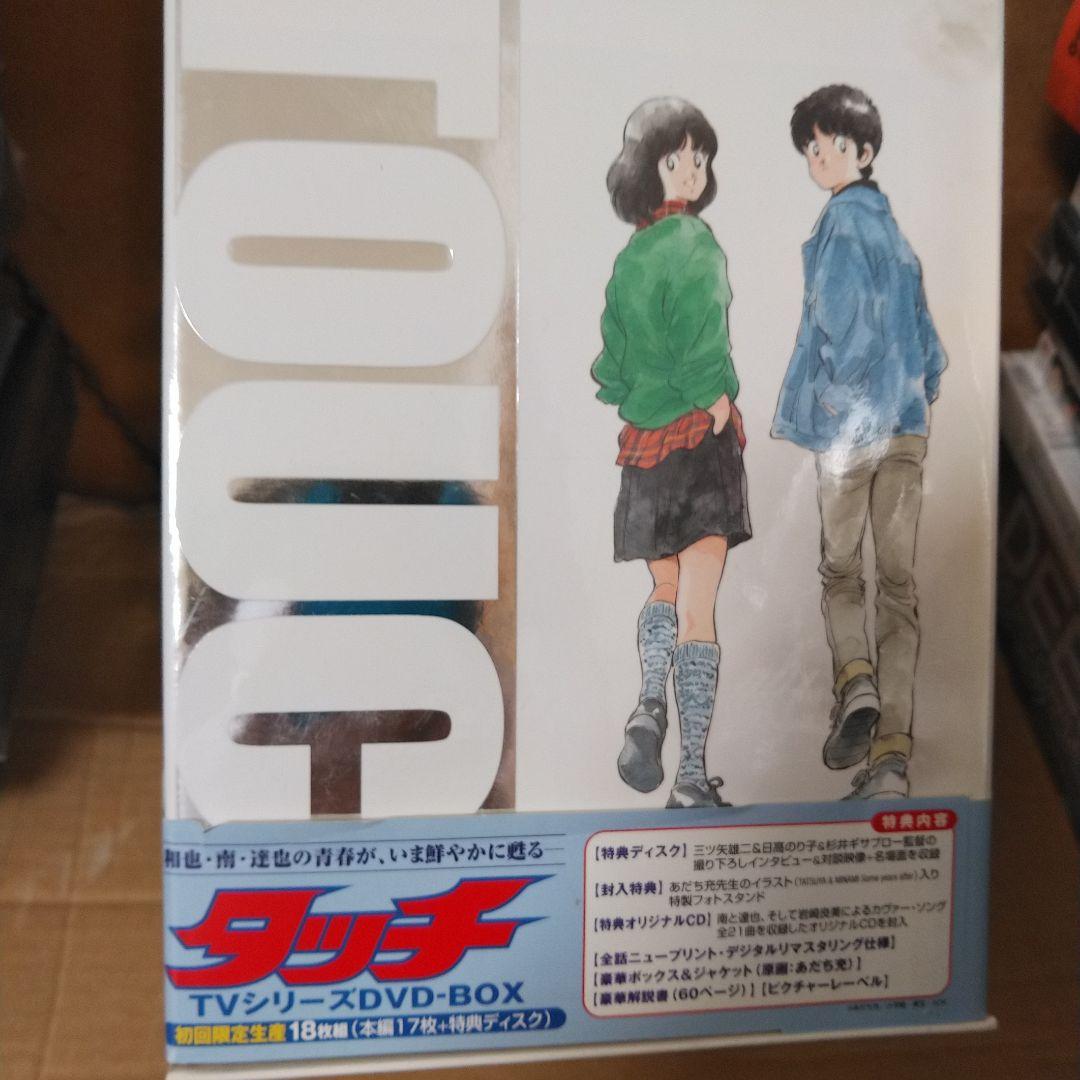 TOUC
和也・南・達也の青春が、いま鮮やかに甦る―
タッチ
TVシリーズDVD-BOX
初回限定生産 18枚組(本編17枚+特典ディスク)
特典内容
【特典ディスク】三ツ矢雄二&日髙のり子&杉井ギサブロー監督の
撮り下ろしインタビュー&対談映像+名場面を収録
【封入特典】あだち充先生のイラスト(TATSUYA & MINAMI Some years after)入り
特製フォトスタンド
【特典オリジナルCD】南と達也、そして岩崎良美によるカヴァー・ソング
全21曲を収録したオリジナルCDを封入
【全話ニュープリント・デジタルリマスタリング仕様】
【豪華ボックス&ジャケット(原画:あだち充)】
【豪華解説書(60ページ)】【ピクチャーレーベル】